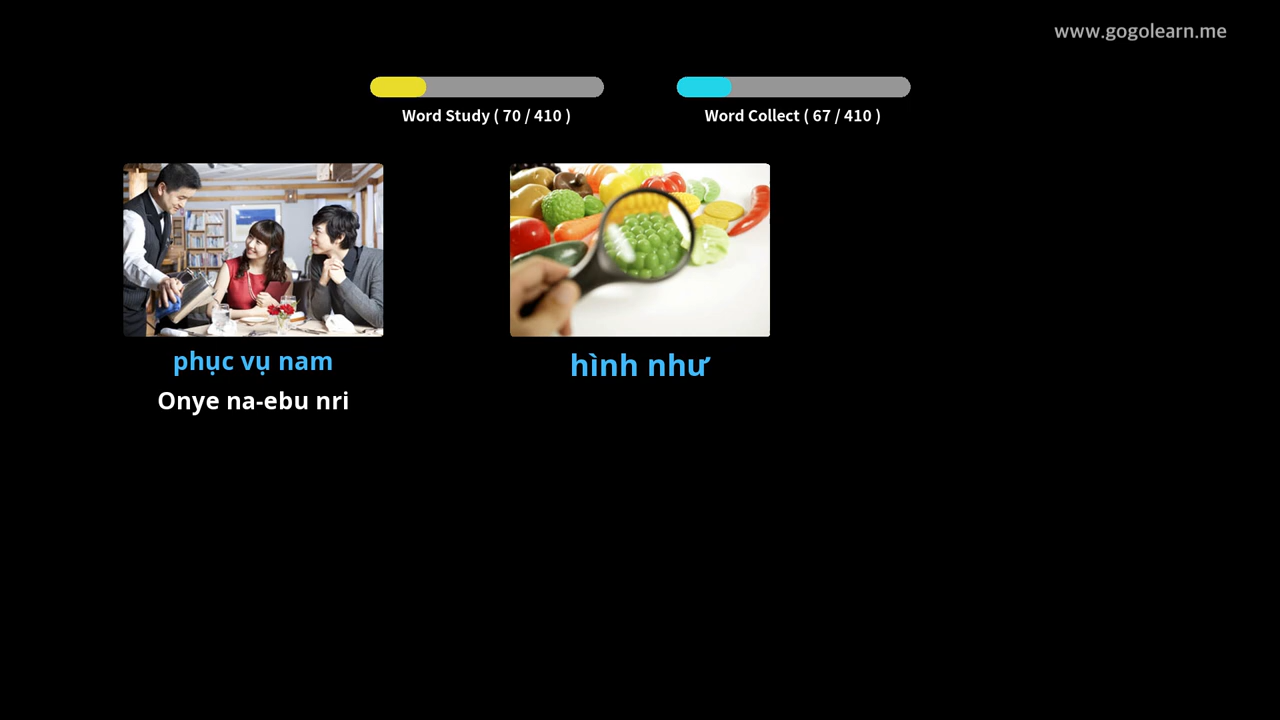 www.gogolearn.me
Word Study ( 70 / 410 )
Word Collect ( 67 / 410 )
phục vụ nam
Onye na-ebu nri
hình như